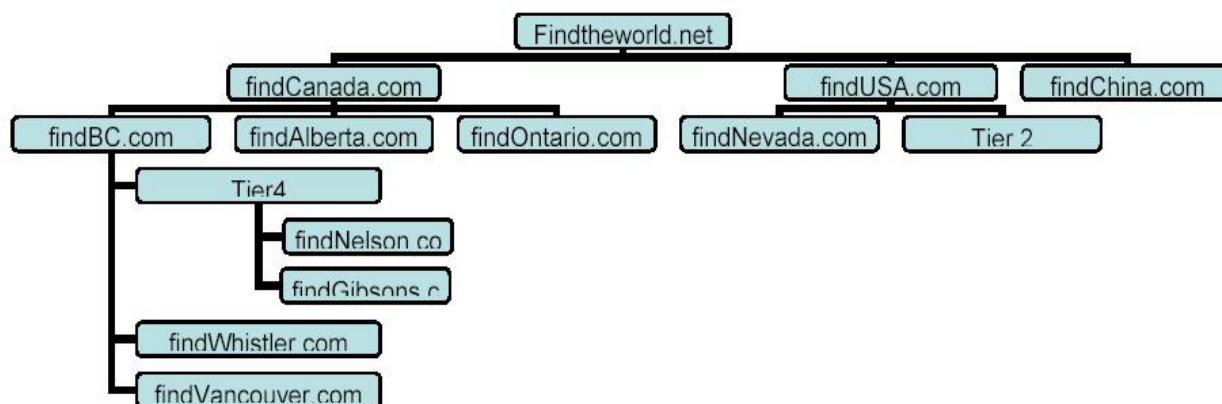 Findtheworld.net
findCanada.com
findUSA.com
findChina.com
findBC.com
findAlberta.com
findOntario.com
findNevada.com
Tier 2
Tier4
findNelson co
findGibsons.c
findWhistler.com
findVancouver.com